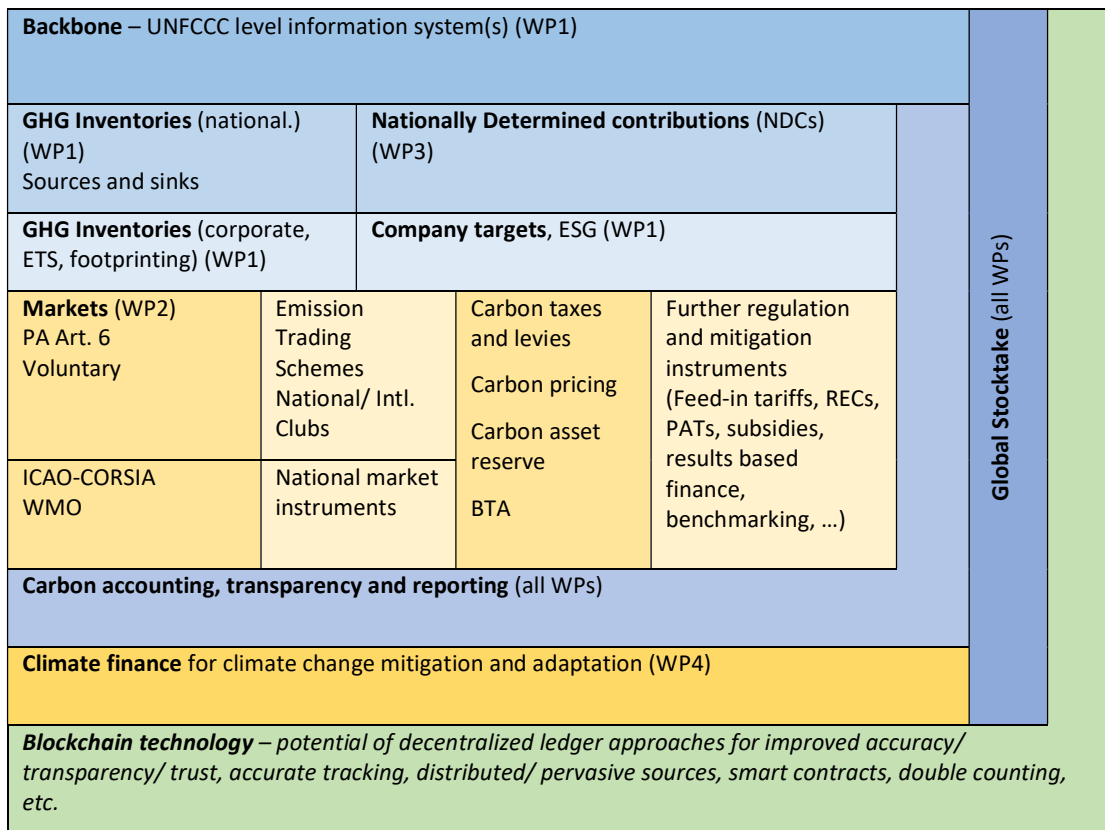 Backbone – UNFCCC level information system(s) (WP1)
GHG Inventories (national.)
(WP1)
Sources and sinks
Nationally Determined contributions (NDCs)
(WP3)
GHG Inventories (corporate,
ETS, footprinting) (WP1)
Company targets, ESG (WP1)
Markets (WP2)
PA Art. 6
Voluntary
Emission
Trading
Schemes
National/ Intl.
Clubs
Carbon taxes
and levies
Carbon pricing
Carbon asset
reserve
BTA
Further regulation
and mitigation
instruments
(Feed-in tariffs, RECs,
PATs, subsidies,
results based
finance,
benchmarking, …)
ICAO-CORSIA
WMO
National market
instruments
Carbon accounting, transparency and reporting (all WPs)
Climate finance for climate change mitigation and adaptation (WP4)
Global Stocktake (all WPs)
Blockchain technology – potential of decentralized ledger approaches for improved accuracy/
transparency/ trust, accurate tracking, distributed/ pervasive sources, smart contracts, double counting,
etc.